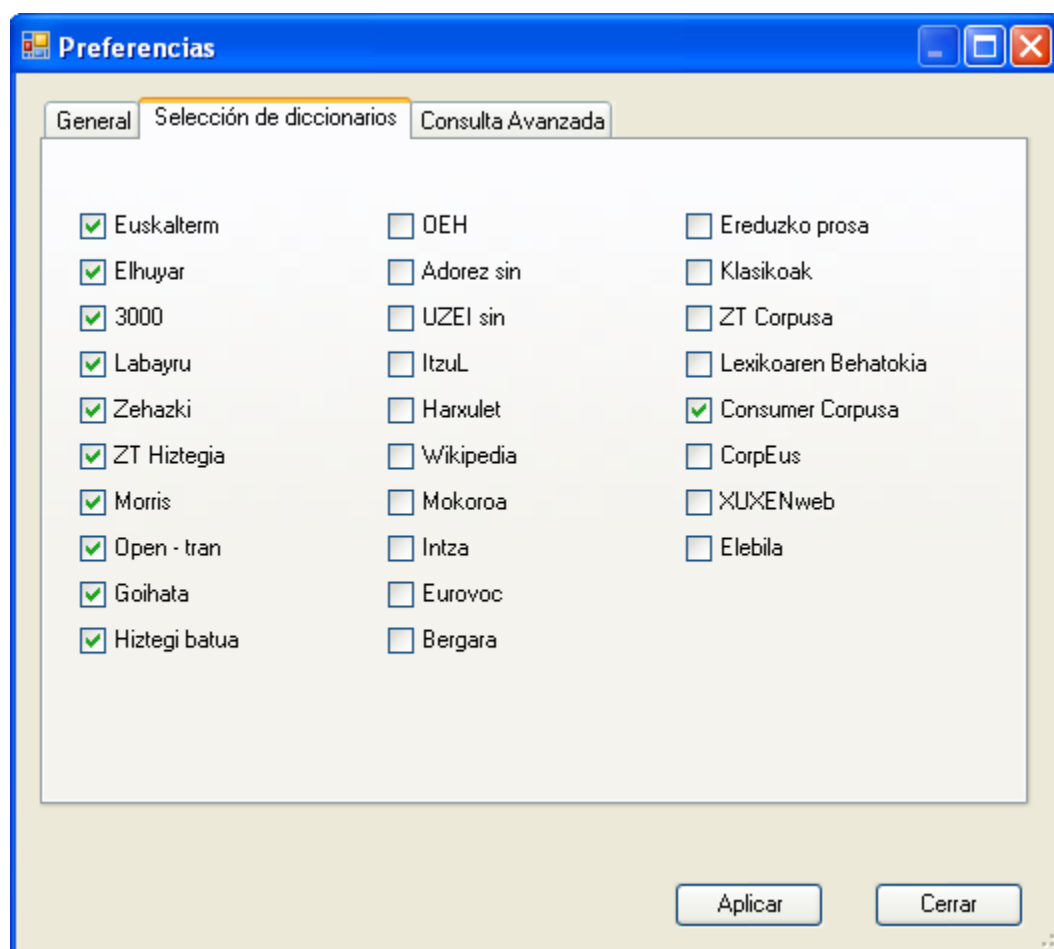 Preferencias
General
Selección de diccionarios
Consulta Avanzada
Euskalterm
Elhuyar
3000
Labayru
Zehazki
ZT Hiztegia
Morris
Open - tran
Goihata
Hiztegi batua
OEH
Adorez sin
UZEI sin
ItzuL
Harxulet
Wikipedia
Mokoroa
Intza
Eurovoc
Bergara
Ereduzko prosa
Klasikoak
ZT Corpusa
Lexikoaren Behatokia
Consumer Corpusa
CorpEus
XUXENweb
Elebila
Aplicar
Cerrar